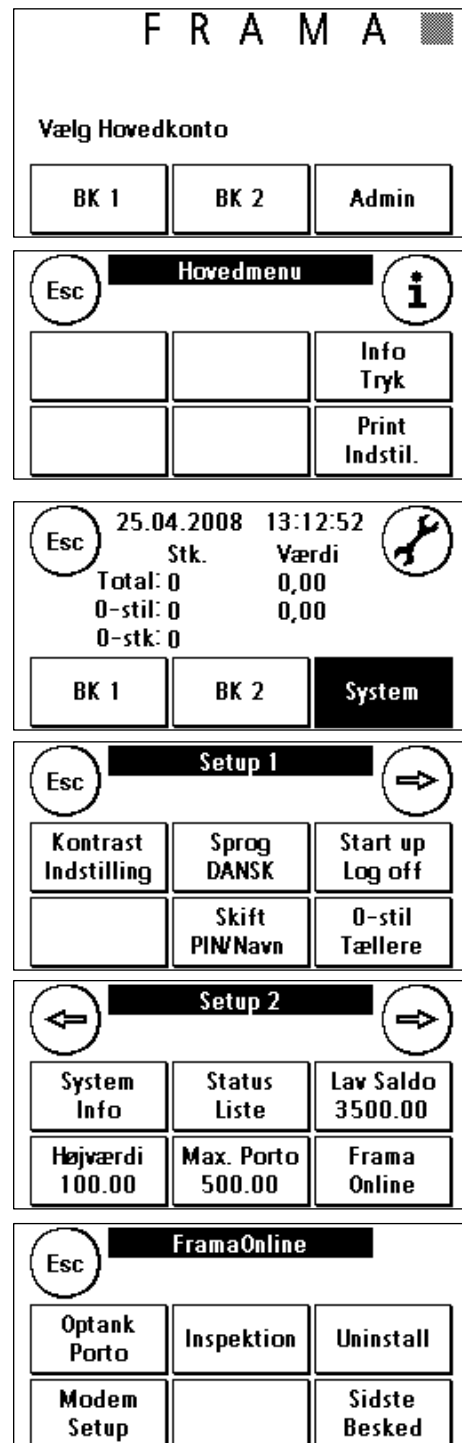 FRAMA
Vælg Hovedkonto
BK 1 BK 2 Admin
Esc Hovedmenu i
Info
Tryk
Print
Indstil.
Esc 25.04.2008 13:12:52
Stk. Værdi
Total: 0 0,00
0-stil: 0 0,00
0-stk: 0
BK 1 BK 2 System
Esc Setup 1
Kontrast Sprog Start up
Indstilling DANSK Log off
Skift 0-stil
PIN/Navn Tællere
Setup 2
System Status Lav Saldo
Info Liste 3500.00
Højværdi Max. Porto Frama
100.00 500.00 Online
Esc FramaOnline
Optank Inspektion Uninstall
Porto
Modem Sidste
Setup Besked